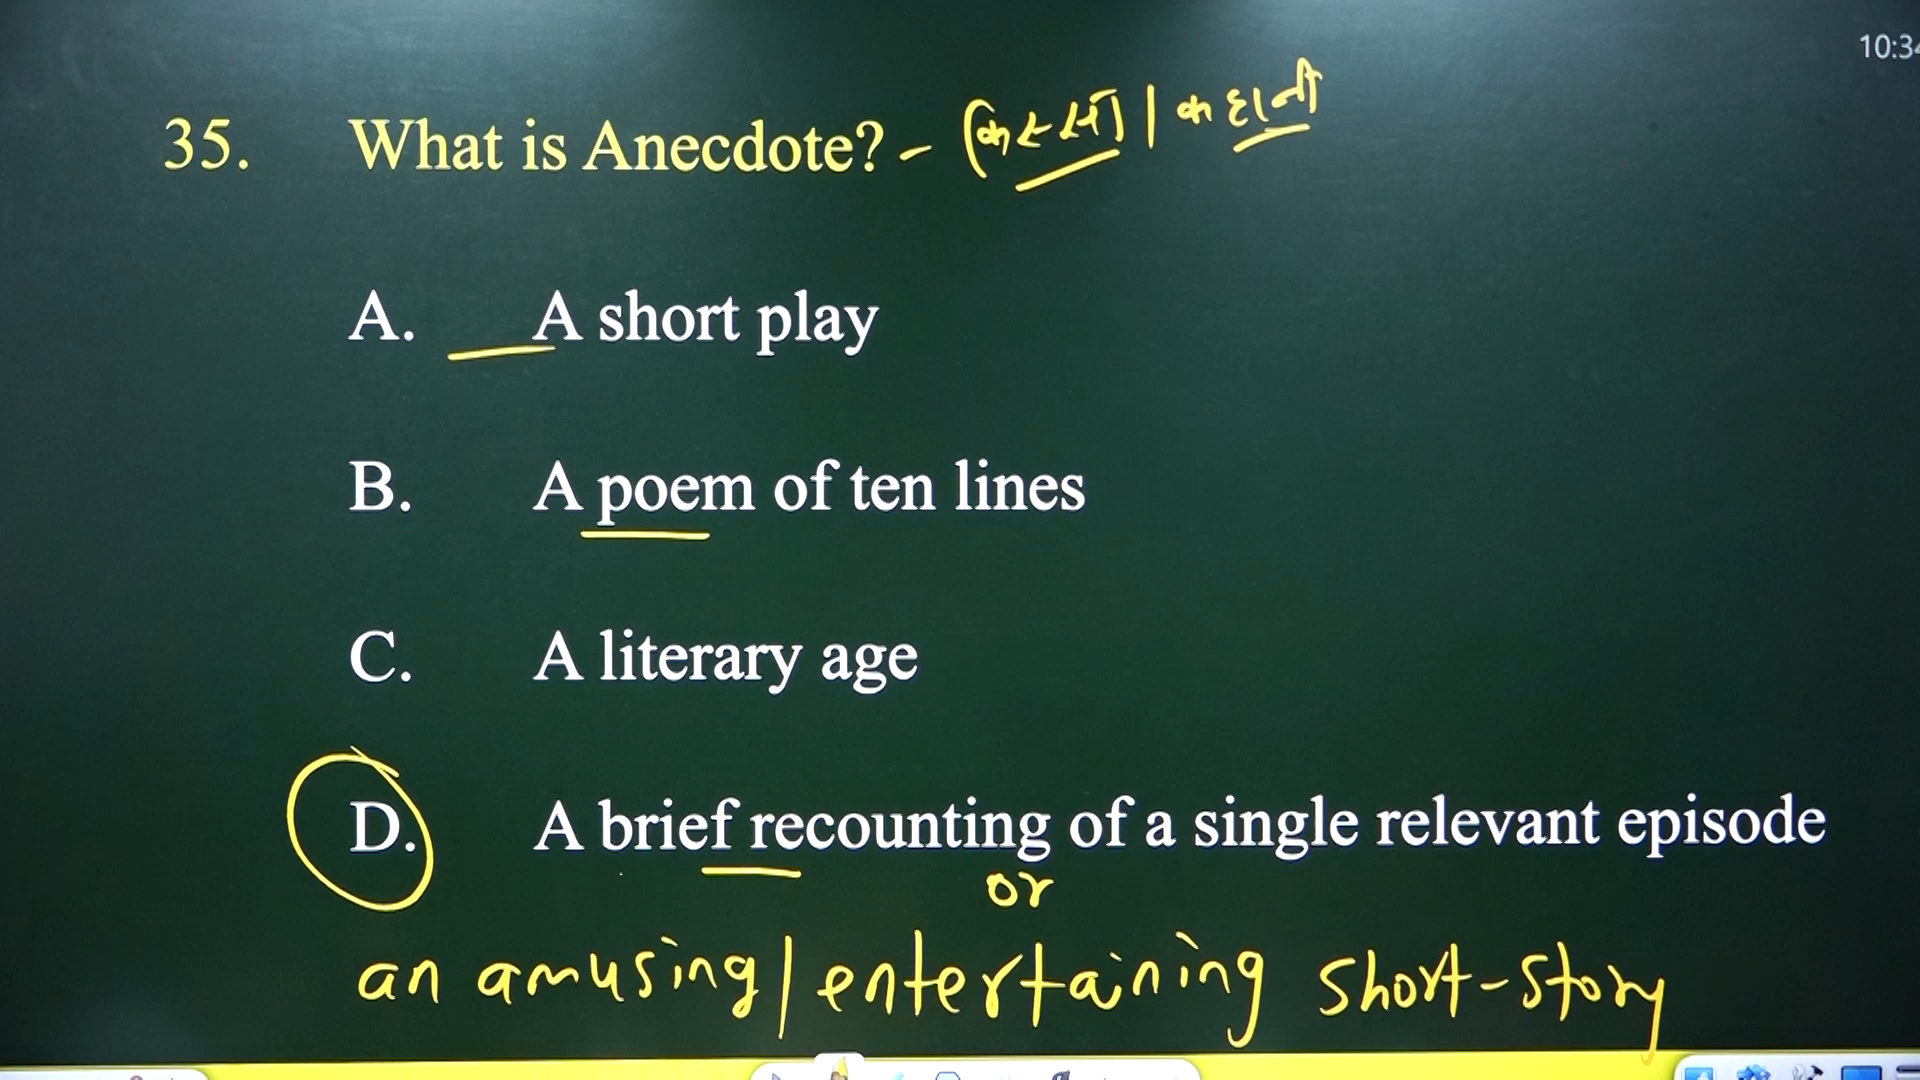 10:34
35. What is Anecdote? - किस्सा | कहानी
A. A short play
B. A poem of ten lines
C. A literary age
D. A brief recounting of a single relevant episode
or
an amusing/entertaining short-story